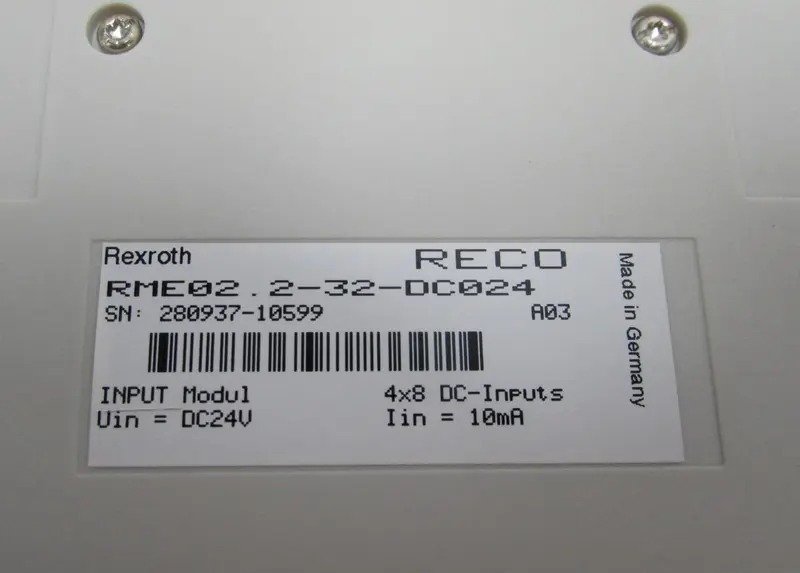 Rexroth RECO
RME02.2-32-DC024
SN: 280937-10599 A03
INPUT Modul 4x8 DC-Inputs
Uin = DC24V Iin = 10mA
Made in Germany